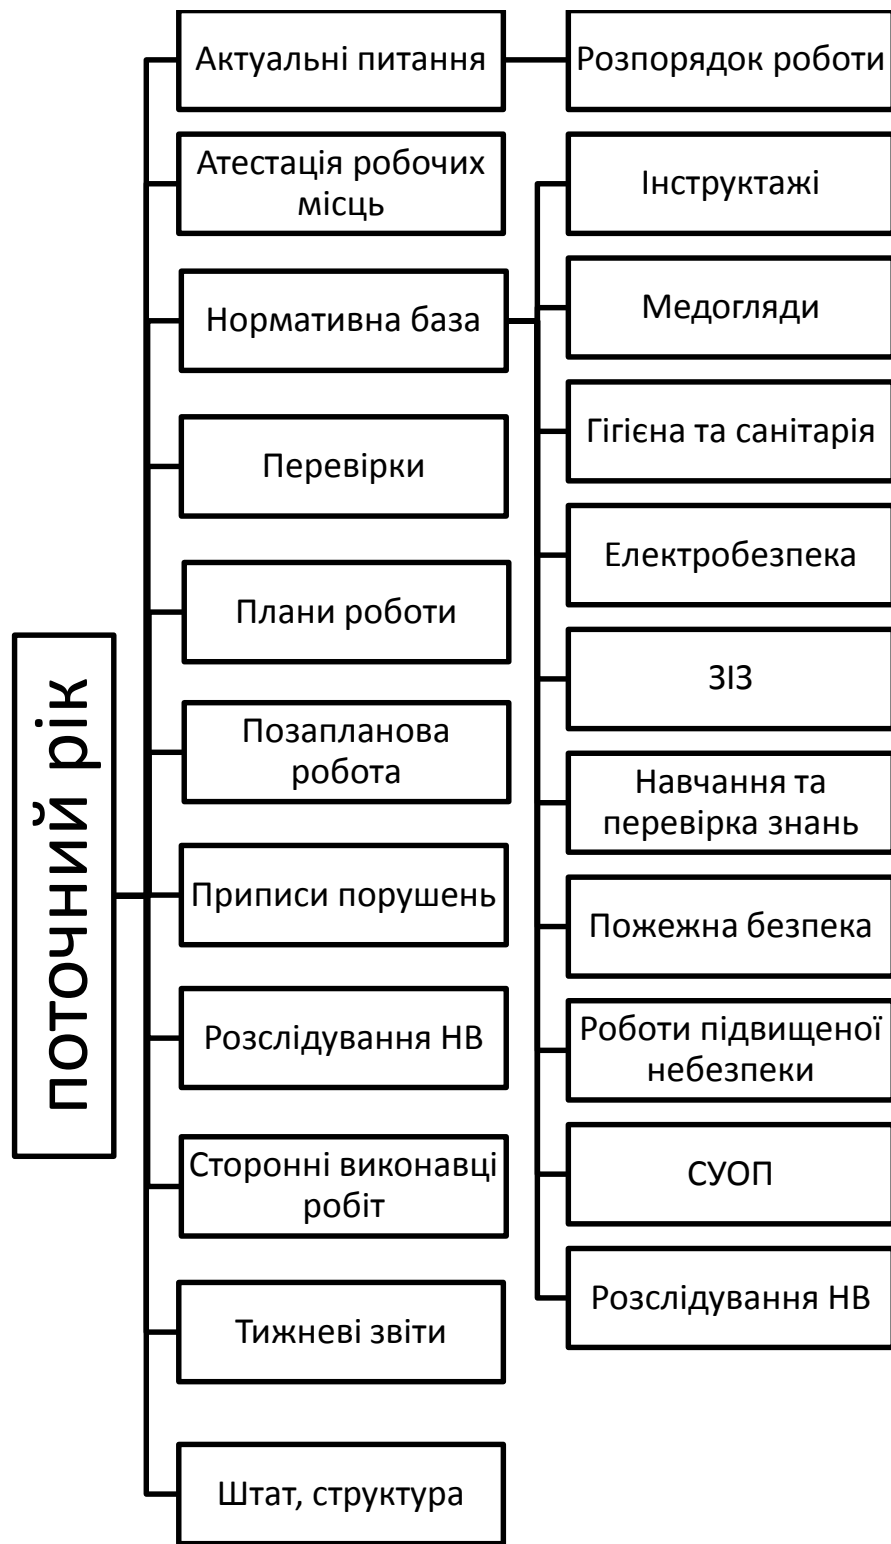 поточний рік
Актуальні питання
Атестація робочих
місць
Нормативна база
Перевірки
Плани роботи
Позапланова
робота
Приписи порушень
Розслідування НВ
Сторонні виконавці
робіт
Тижневі звіти
Штат, структура
Розпорядок роботи
Інструктажі
Медогляди
Гігієна та санітарія
Електробезпека
ЗІЗ
Навчання та
перевірка знань
Пожежна безпека
Роботи підвищеної
небезпеки
СУОП
Розслідування НВ